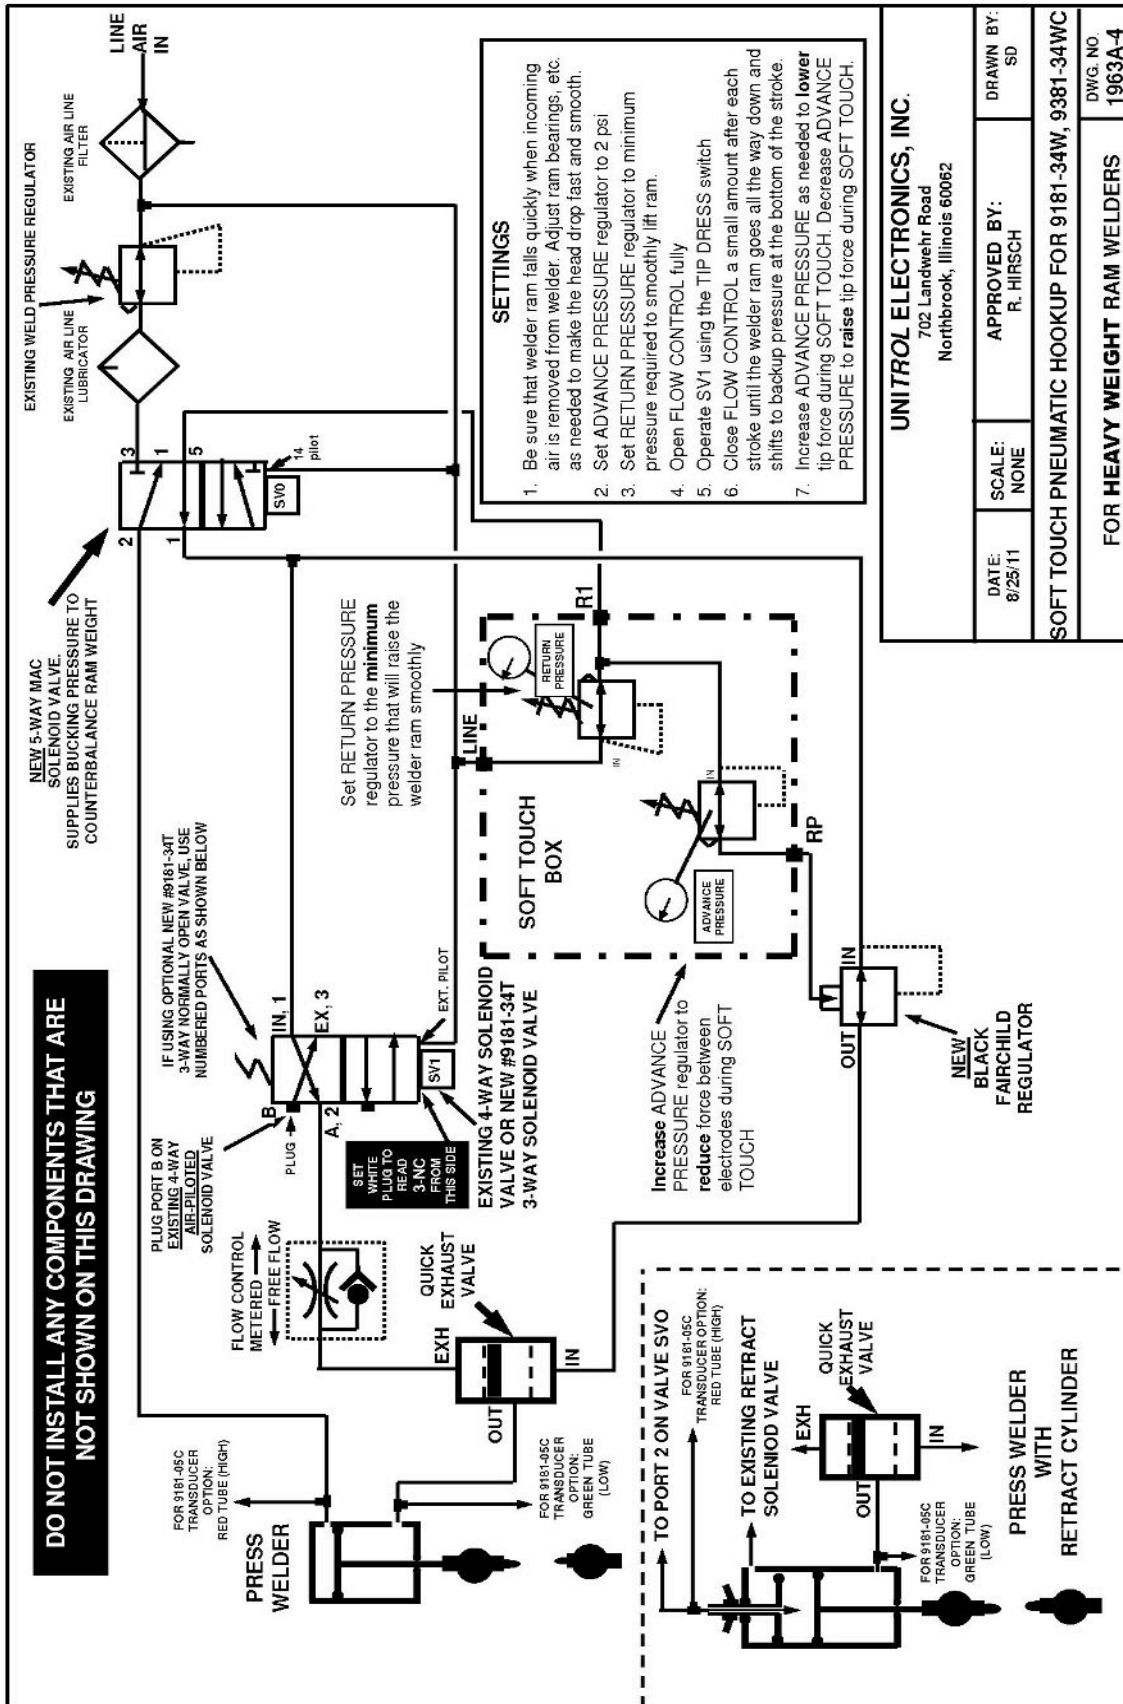 DO NOT INSTALL ANY COMPONENTS THAT ARE
NOT SHOWN ON THIS DRAWING
NEW 5-WAY MAC
SOLENOID VALVE.
SUPPLIES BUCKING PRESSURE TO
COUNTERBALANCE RAM WEIGHT
EXISTING WELD PRESSURE REGULATOR
EXISTING AIR LINE
FILTER
EXISTING AIR LINE
LUBRICATOR
LINE
AIR
IN
2
3
1
1
5
SV0
14
pilot
PLUG PORT B ON
EXISTING 4-WAY
AIR-PILOTED
SOLENOID VALVE
IF USING OPTIONAL NEW #9181-34T
3-WAY NORMALLY OPEN VALVE, USE
NUMBERED PORTS AS SHOWN BELOW
B
PLUG
A, 2
IN, 1
EX, 3
SV1
EXT. PILOT
SET
WHITE
PLUG TO
READ
3-NC
FROM
THIS SIDE
EXISTING 4-WAY SOLENOID
VALVE OR NEW #9181-34T
3-WAY SOLENOID VALVE
FLOW CONTROL
METERED
FREE FLOW
QUICK
EXHAUST
VALVE
EXH
OUT
IN
FOR 9181-05C
TRANSDUCER
OPTION:
RED TUBE (HIGH)
PRESS
WELDER
FOR 9181-05C
TRANSDUCER
OPTION:
GREEN TUBE
(LOW)
Set RETURN PRESSURE
regulator to the minimum
pressure that will raise the
welder ram smoothly
LINE
R1
RETURN
PRESSURE
IN
SOFT TOUCH
BOX
IN
ADVANCE
PRESSURE
RP
Increase ADVANCE
PRESSURE regulator to
reduce force between
electrodes during SOFT
TOUCH
OUT
IN
NEW
BLACK
FAIRCHILD
REGULATOR
TO PORT 2 ON VALVE SVO
FOR 9181-05C
TRANSDUCER OPTION:
RED TUBE (HIGH)
TO EXISTING RETRACT
SOLENIOD VALVE
QUICK
EXHAUST
VALVE
EXH
OUT
IN
FOR 9181-05C
TRANSDUCER
OPTION:
GREEN TUBE
(LOW)
PRESS WELDER
WITH
RETRACT CYLINDER
SETTINGS
1. Be sure that welder ram falls quickly when incoming
air is removed from welder. Adjust ram bearings, etc.
as needed to make the head drop fast and smooth.
2. Set ADVANCE PRESSURE regulator to 2 psi
3. Set RETURN PRESSURE regulator to minimum
pressure required to smoothly lift ram.
4. Open FLOW CONTROL fully
5. Operate SV1 using the TIP DRESS switch
6. Close FLOW CONTROL a small amount after each
stroke until the welder ram goes all the way down and
shifts to backup pressure at the bottom of the stroke.
7. Increase ADVANCE PRESSURE as needed to lower
tip force during SOFT TOUCH. Decrease ADVANCE
PRESSURE to raise tip force during SOFT TOUCH.
UNITROL ELECTRONICS, INC.
702 Landwehr Road
Northbrook, Illinois 60062
DATE:
8/25/11
SCALE:
NONE
APPROVED BY:
R. HIRSCH
DRAWN BY:
SD
SOFT TOUCH PNEUMATIC HOOKUP FOR 9181-34W, 9381-34WC
FOR HEAVY WEIGHT RAM WELDERS
DWG. NO.
1963A-4